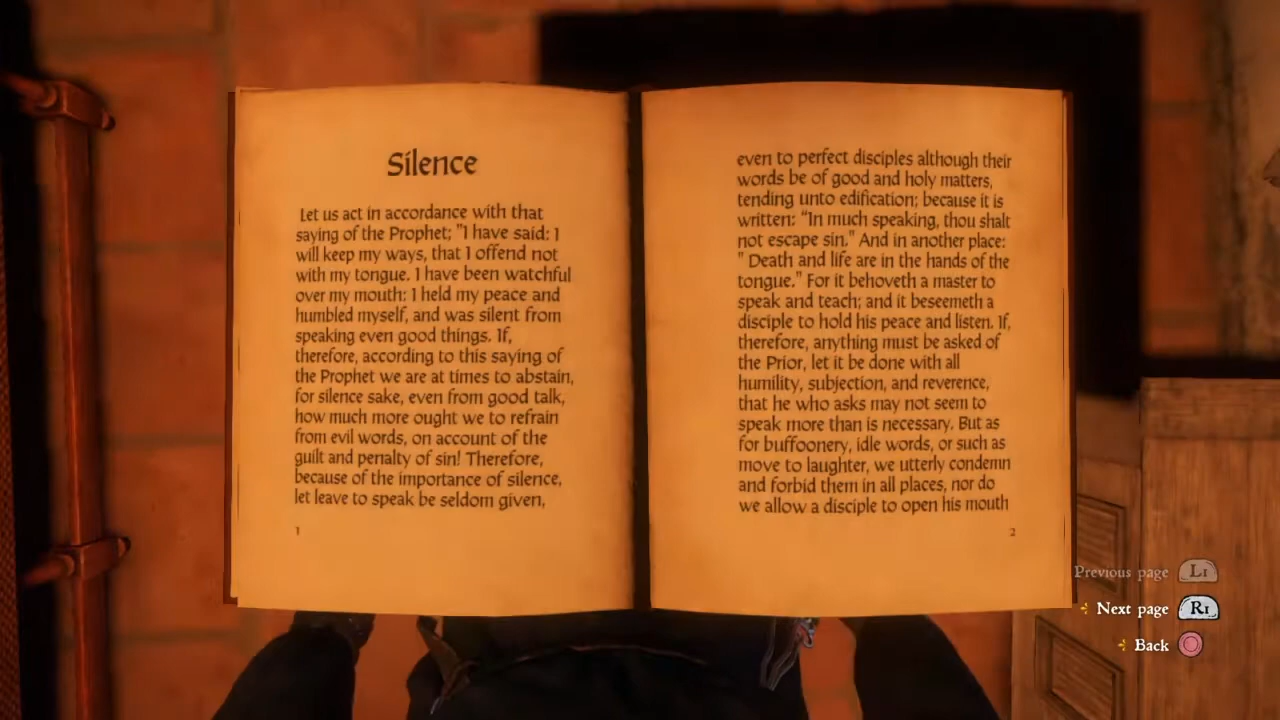 Silence
Let us act in accordance with that
saying of the Prophet; "I have said: I
will keep my ways, that I offend not
with my tongue. I have been watchful
over my mouth: I held my peace and
humbled myself, and was silent from
speaking even good things. If,
therefore, according to this saying of
the Prophet we are at times to abstain,
for silence sake, even from good talk,
how much more ought we to refrain
from evil words, on account of the
guilt and penalty of sin! Therefore,
because of the importance of silence,
let leave to speak be seldom given,
1
even to perfect disciples although their
words be of good and holy matters,
tending unto edification; because it is
written: "In much speaking, thou shalt
not escape sin." And in another place:
" Death and life are in the hands of the
tongue." For it behoveth a master to
speak and teach; and it beseemeth a
disciple to hold his peace and listen. If,
therefore, anything must be asked of
the Prior, let it be done with all
humility, subjection, and reverence,
that he who asks may not seem to
speak more than is necessary. But as
for buffoonery, idle words, or such as
move to laughter, we utterly condemn
and forbid them in all places, nor do
we allow a disciple to open his mouth
2
Previous page L1
Next page R1
Back